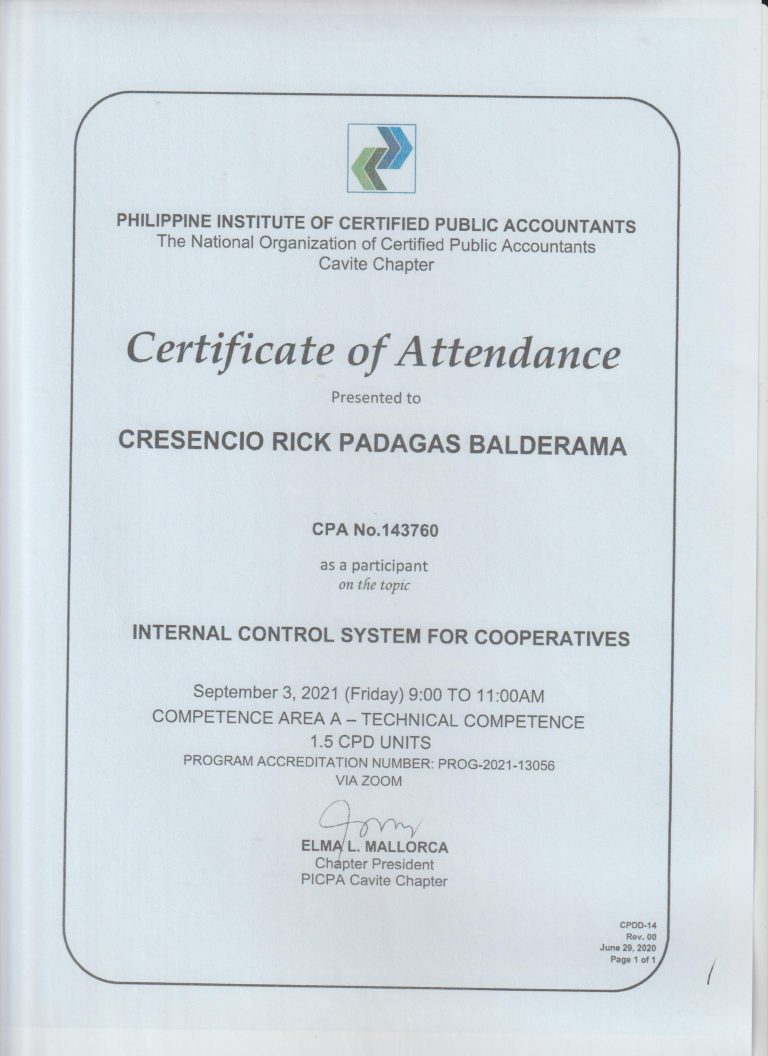 PHILIPPINE INSTITUTE OF CERTIFIED PUBLIC ACCOUNTANTS
The National Organization of Certified Public Accountants
Cavite Chapter
Certificate of Attendance
Presented to
CRESENCIO RICK PADAGAS BALDERAMA
CPA No.143760
as a participant
on the topic
INTERNAL CONTROL SYSTEM FOR COOPERATIVES
September 3, 2021 (Friday) 9:00 TO 11:00AM
COMPETENCE AREA A – TECHNICAL COMPETENCE
1.5 CPD UNITS
PROGRAM ACCREDITATION NUMBER: PROG-2021-13056
VIA ZOOM
ELMA L. MALLORCA
Chapter President
PICPA Cavite Chapter
CPDD-14
Rev. 00
June 29, 2020
Page 1 of 1